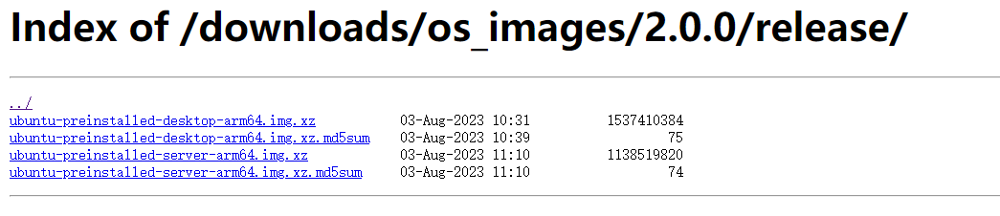 Index of /downloads/os_images/2.0.0/release/
../
ubuntu-preinstalled-desktop-arm64.img.xz 03-Aug-2023 10:31 1537410384
ubuntu-preinstalled-desktop-arm64.img.xz.md5sum 03-Aug-2023 10:39 75
ubuntu-preinstalled-server-arm64.img.xz 03-Aug-2023 11:10 1138519820
ubuntu-preinstalled-server-arm64.img.xz.md5sum 03-Aug-2023 11:10 74